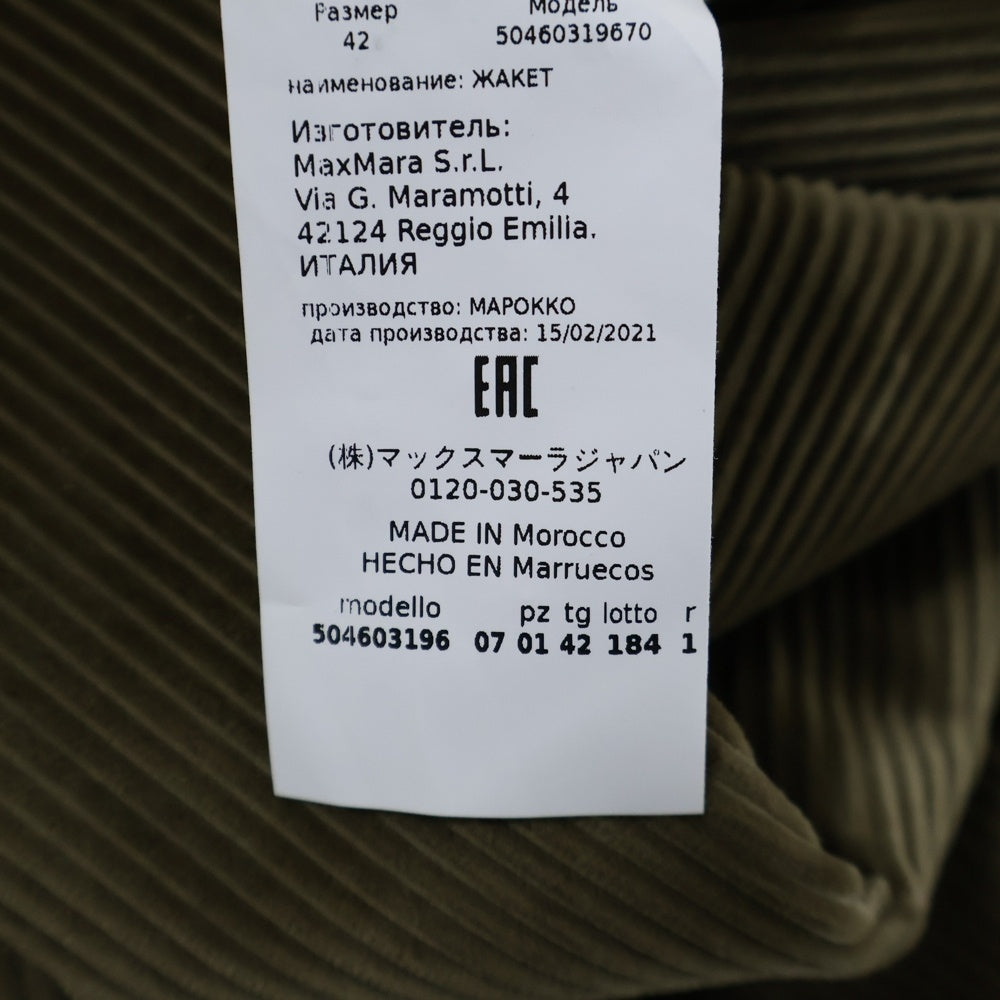 Размер Модель
42 50460319670
наименование: ЖАКЕТ
Изготовитель:
MaxMara S.r.L.
Via G. Maramotti, 4
42124 Reggio Emilia.
ИТАЛИЯ
производство: МАРОККО
дата производства: 15/02/2021
EAC
(株)マックスマーラジャパン
0120-030-535
MADE IN Morocco
HECHO EN Marruecos
modello pz tg lotto r
504603196 07 01 42 184 1